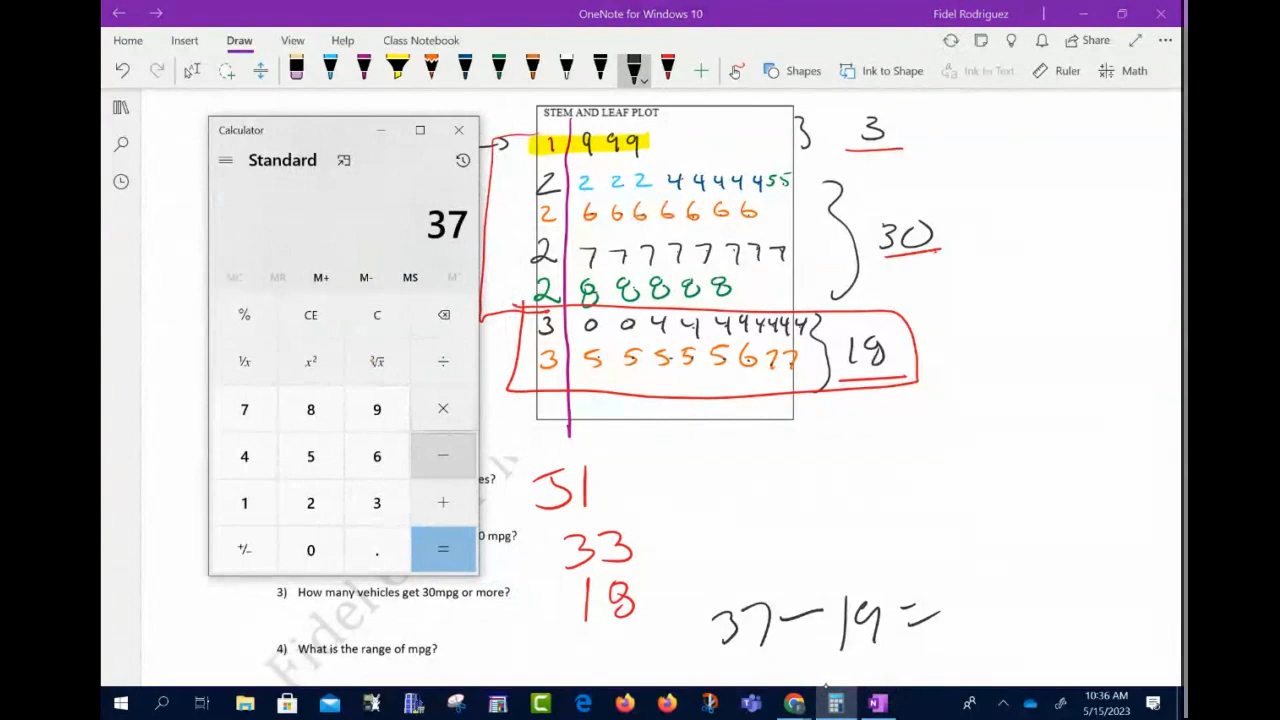 OneNote for Windows 10
Fidel Rodriguez
Home Insert Draw View Help Class Notebook
Share
Shapes
Ink to Shape
Ink to Text
Ruler
Math
Calculator
Standard
37
MC MR M+ M- MS
% CE C
¹/x x² ²√x ÷
7 8 9 ×
4 5 6 −
1 2 3 +
+/- 0 . =
STEM AND LEAF PLOT
1 9 9 9 3
2 2 2 2 4 4 4 4 4 5 5
2 6 6 6 6 6 6 6
30
2 7 7 7 7 7 7 7 7
2 8 8 8 8 8
3 0 0 4 4 4 4 4 4 4 4
18
3 5 5 5 5 5 6 7 7
es?
51
0 mpg?
33
3) How many vehicles get 30mpg or more?
18
37 − 19 =
4) What is the range of mpg?
10:36 AM
5/15/2023